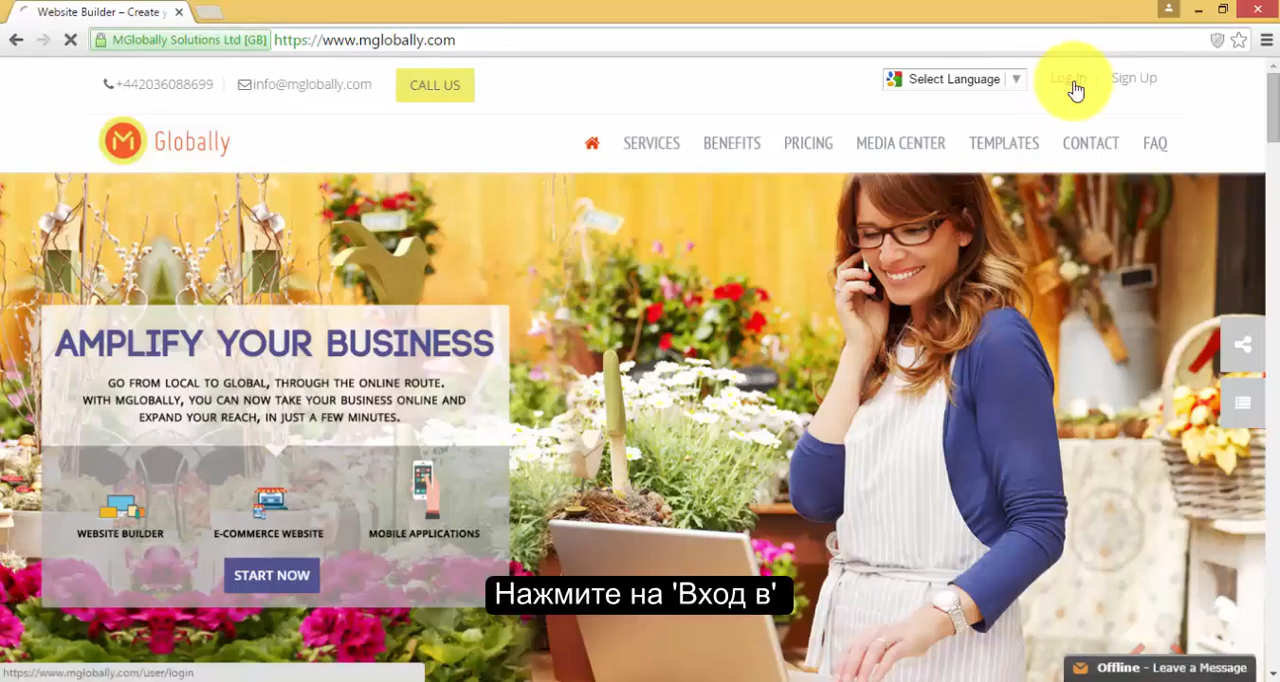 Website Builder – Create y
MGlobally Solutions Ltd [GB]
https://www.mglobally.com
+442036088699
info@mglobally.com
CALL US
Select Language
Log In
Sign Up
M Globally
SERVICES
BENEFITS
PRICING
MEDIA CENTER
TEMPLATES
CONTACT
FAQ
AMPLIFY YOUR BUSINESS
GO FROM LOCAL TO GLOBAL, THROUGH THE ONLINE ROUTE.
WITH MGLOBALLY, YOU CAN NOW TAKE YOUR BUSINESS ONLINE AND
EXPAND YOUR REACH, IN JUST A FEW MINUTES.
WEBSITE BUILDER
E-COMMERCE WEBSITE
MOBILE APPLICATIONS
START NOW
Нажмите на 'Вход в'
Offline – Leave a Message
https://www.mglobally.com/user/login